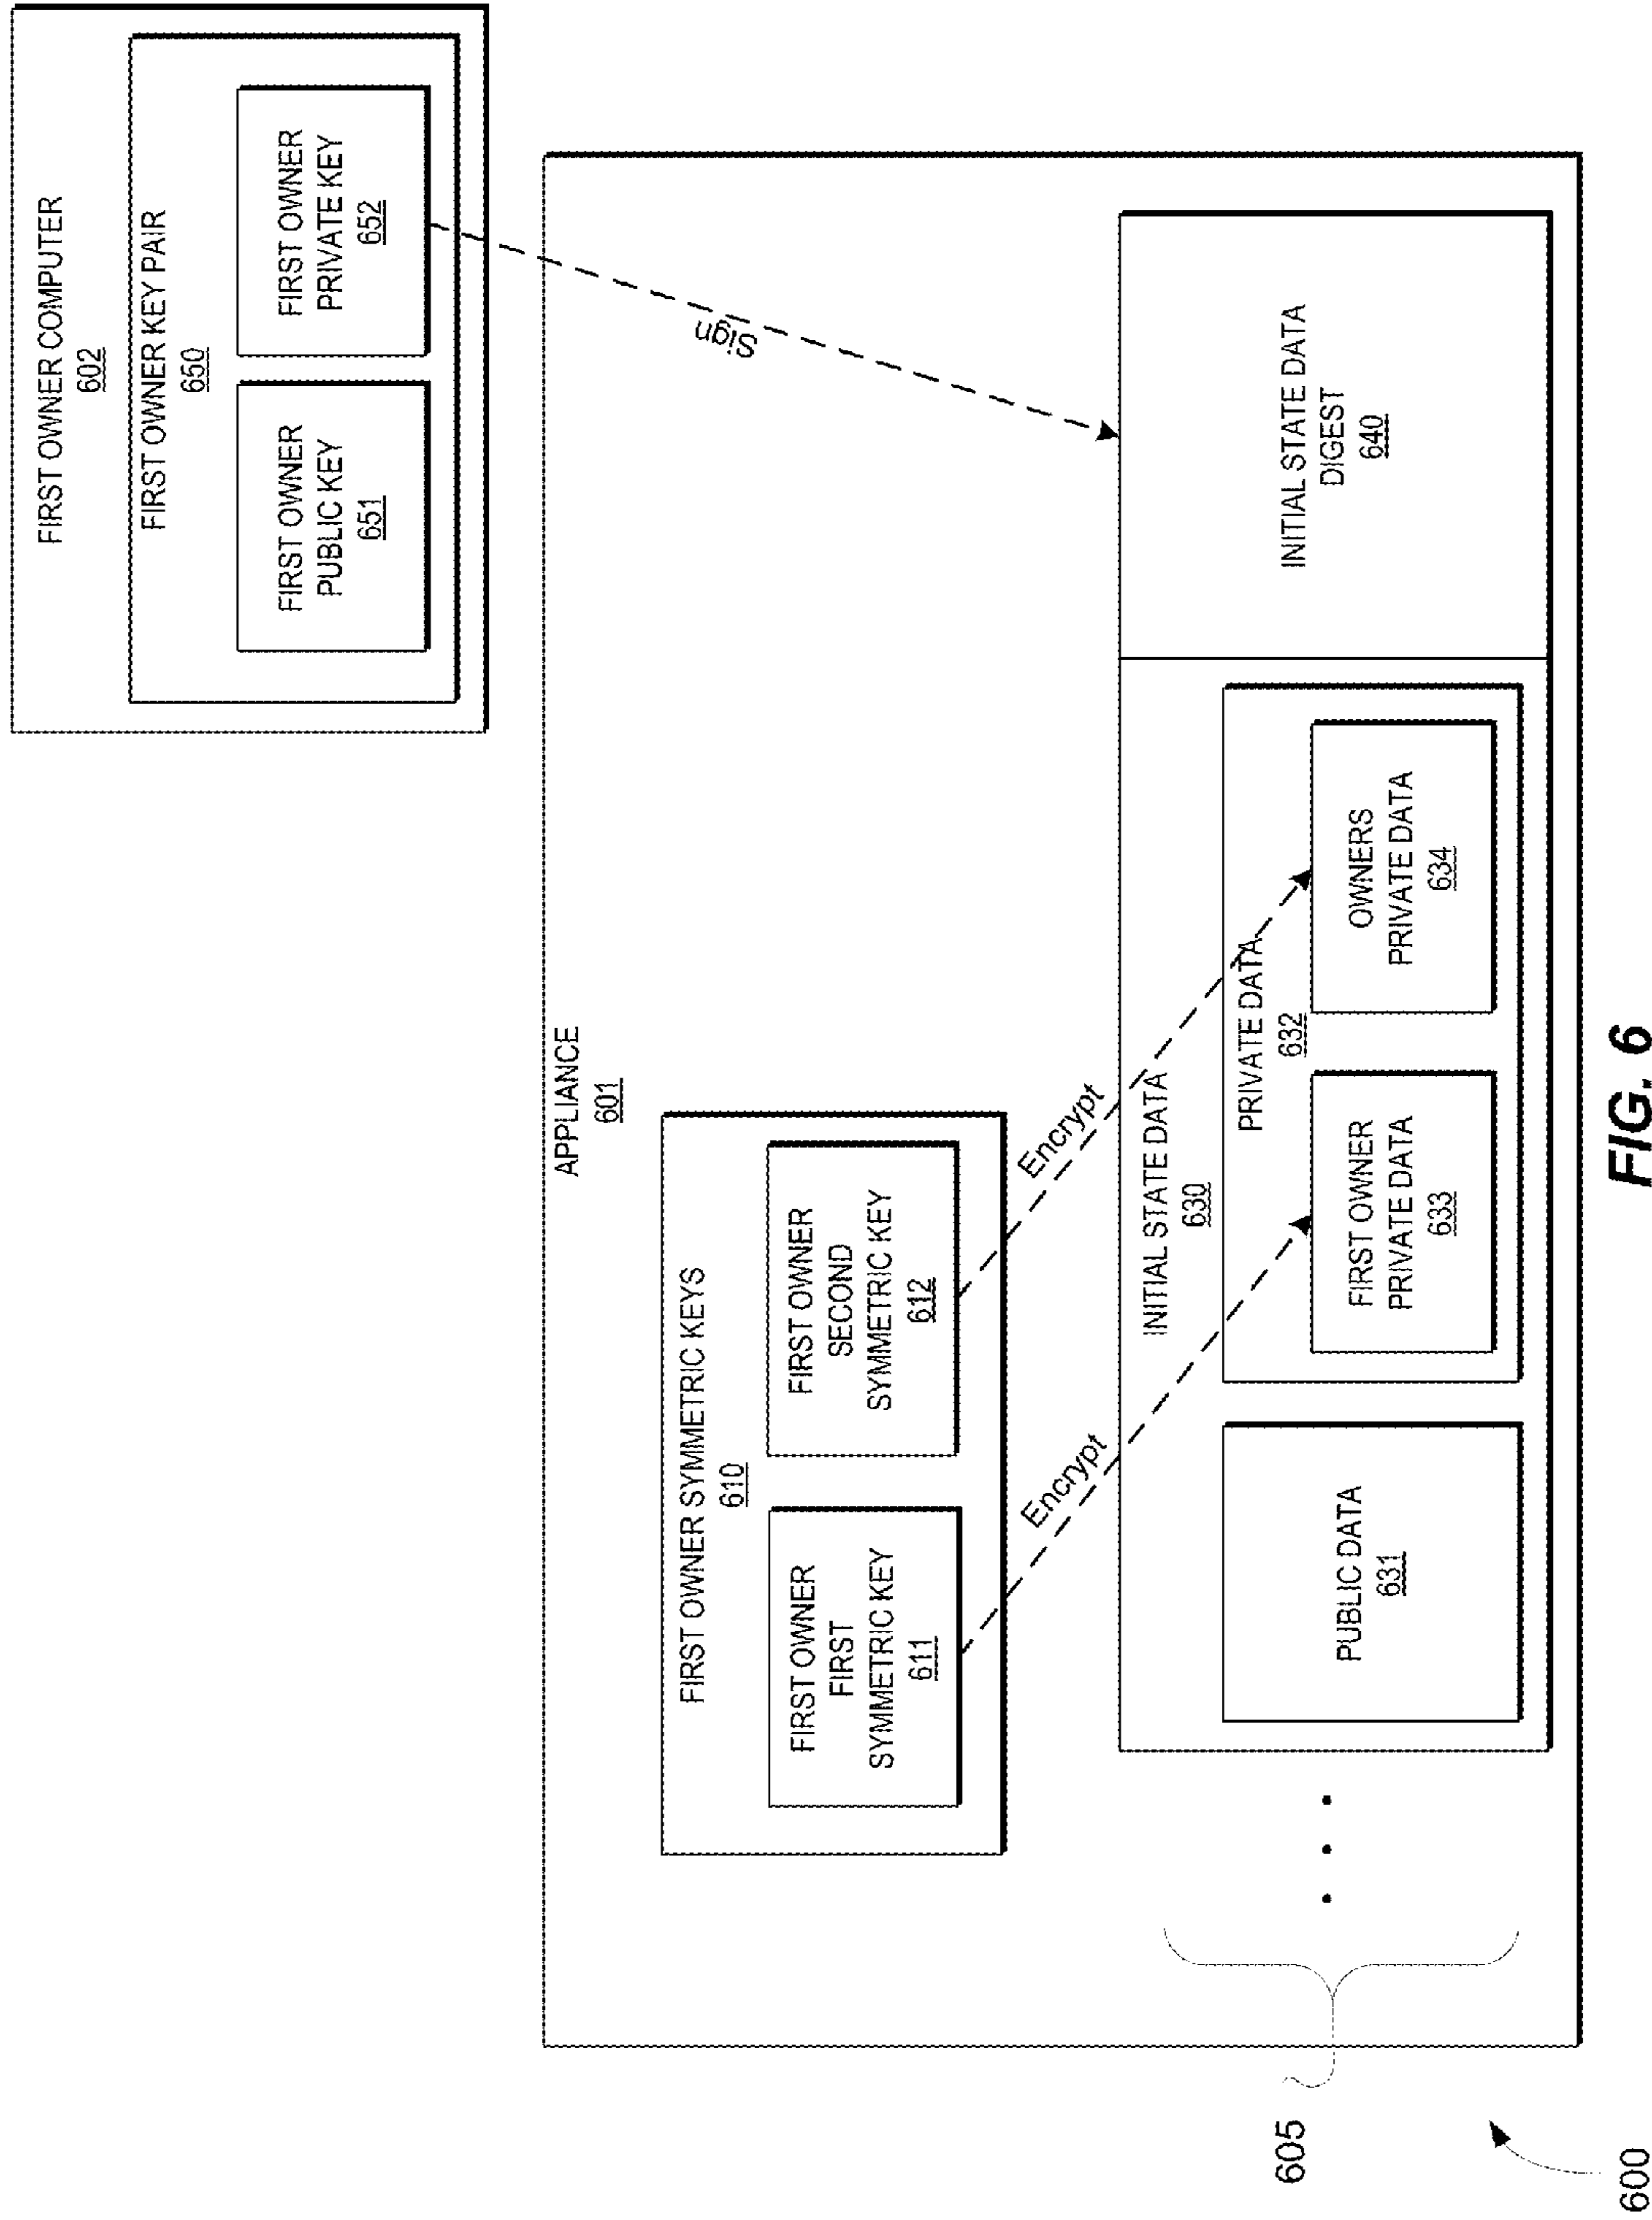 FIRST OWNER COMPUTER
602
FIRST OWNER KEY PAIR
650
FIRST OWNER
PUBLIC KEY
651
FIRST OWNER
PRIVATE KEY
652
Sign
APPLIANCE
601
FIRST OWNER SYMMETRIC KEYS
610
FIRST OWNER
FIRST
SYMMETRIC KEY
611
FIRST OWNER
SECOND
SYMMETRIC KEY
612
Encrypt
Encrypt
605
INITIAL STATE DATA
630
PUBLIC DATA
631
PRIVATE DATA
632
FIRST OWNER
PRIVATE DATA
633
OWNERS
PRIVATE DATA
634
INITIAL STATE DATA
DIGEST
640
600
FIG. 6